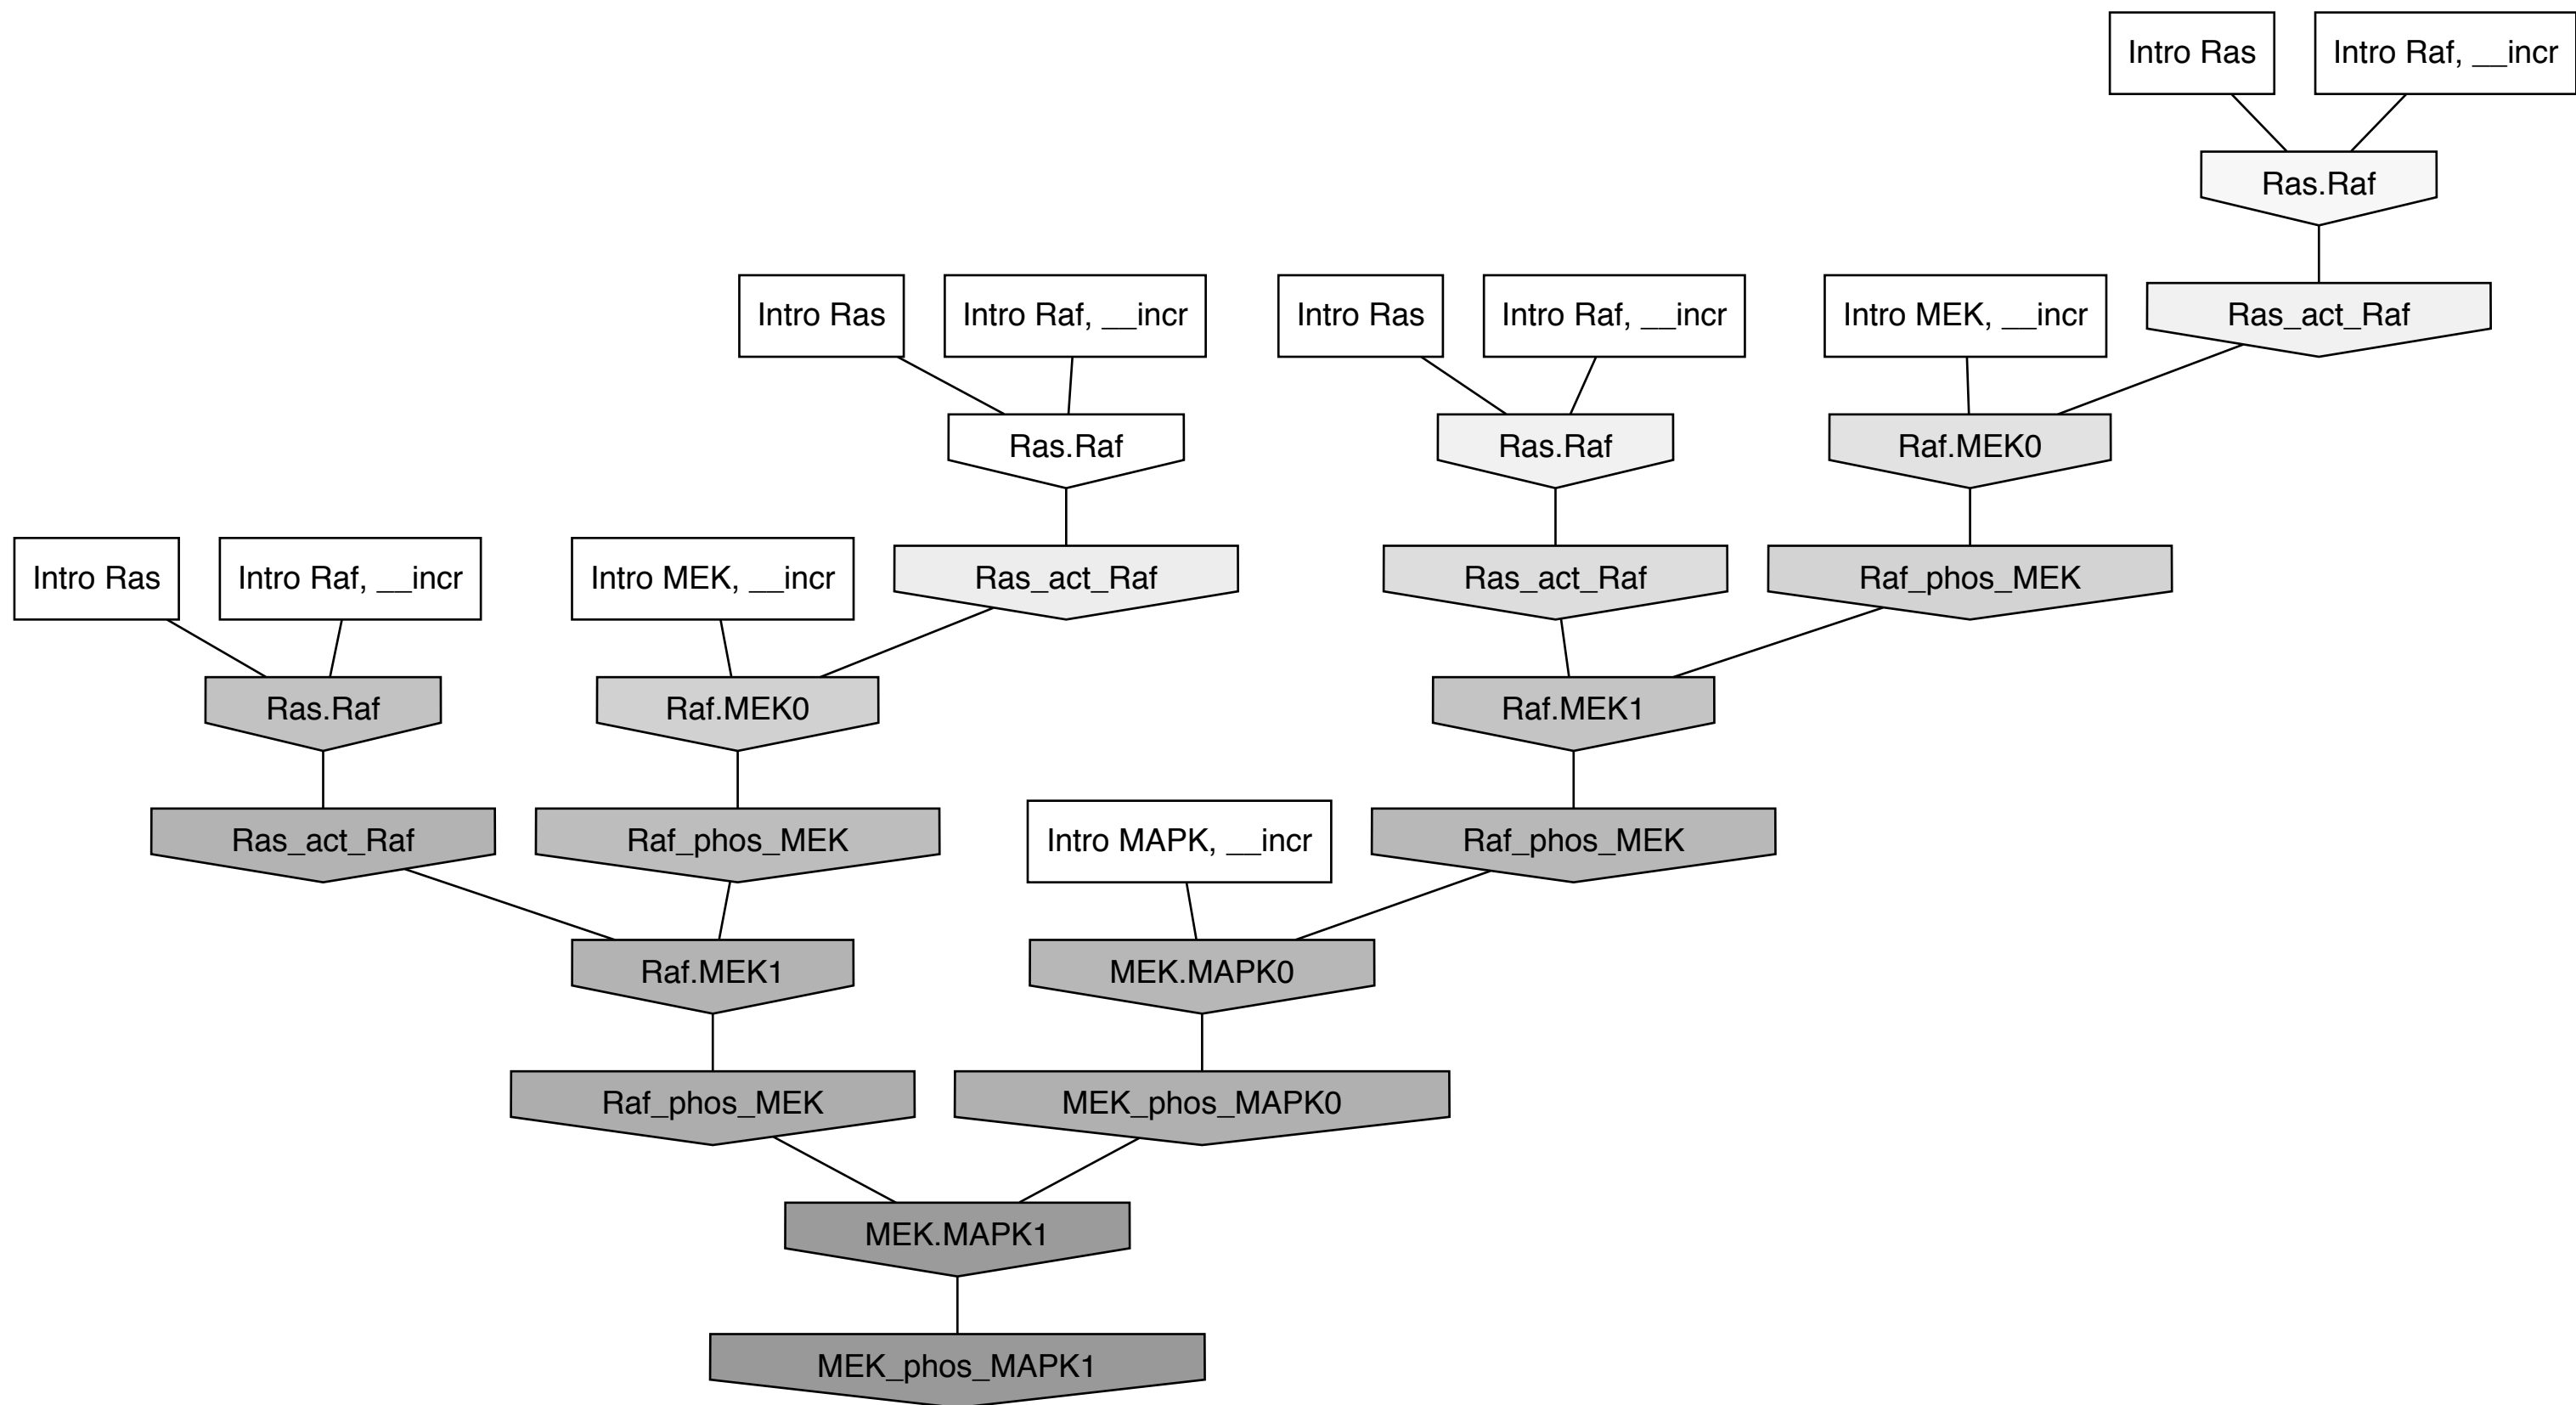 Intro Ras
Intro Raf, __incr
Ras.Raf
Intro Ras
Intro Raf, __incr
Intro Ras
Intro Raf, __incr
Intro MEK, __incr
Ras_act_Raf
Ras.Raf
Ras.Raf
Raf.MEK0
Intro Ras
Intro Raf, __incr
Intro MEK, __incr
Ras_act_Raf
Ras_act_Raf
Raf_phos_MEK
Ras.Raf
Raf.MEK0
Raf.MEK1
Ras_act_Raf
Raf_phos_MEK
Intro MAPK, __incr
Raf_phos_MEK
Raf.MEK1
MEK.MAPK0
Raf_phos_MEK
MEK_phos_MAPK0
MEK.MAPK1
MEK_phos_MAPK1